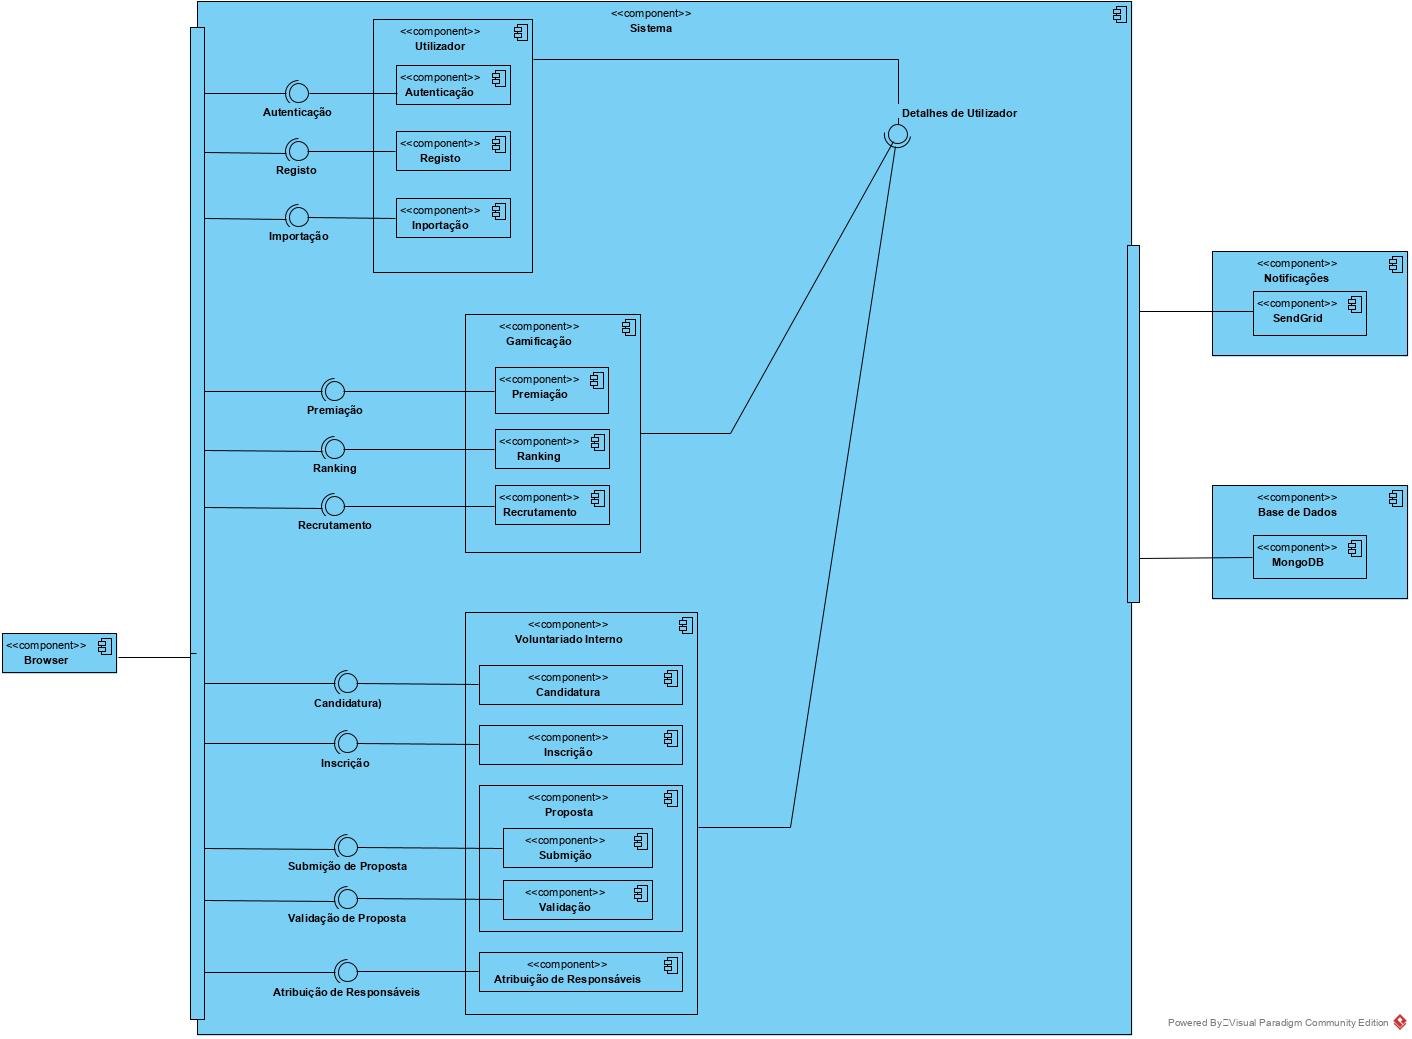 <<component>>
Sistema
<<component>>
Utilizador
<<component>>
Autenticação
Autenticação
<<component>>
Registo
Registo
<<component>>
Inportação
Importação
Detalhes de Utilizador
<<component>>
Notificações
<<component>>
SendGrid
<<component>>
Gamificação
<<component>>
Premiação
Premiação
<<component>>
Ranking
Ranking
<<component>>
Recrutamento
Recrutamento
<<component>>
Base de Dados
<<component>>
MongoDB
<<component>>
Browser
<<component>>
Voluntariado Interno
<<component>>
Candidatura
Candidatura)
<<component>>
Inscrição
Inscrição
<<component>>
Proposta
<<component>>
Submição
Submição de Proposta
<<component>>
Validação
Validação de Proposta
<<component>>
Atribuição de Responsáveis
Atribuição de Responsáveis
Powered By Visual Paradigm Community Edition